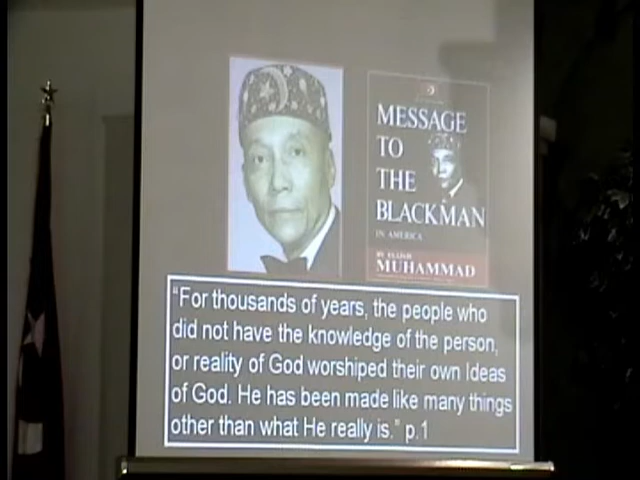 MESSAGE
TO
THE
BLACKMAN
IN AMERICA
BY ELIJAH
MUHAMMAD
“For thousands of years, the people who
did not have the knowledge of the person,
or reality of God worshiped their own Ideas
of God. He has been made like many things
other than what He really is.” p.1